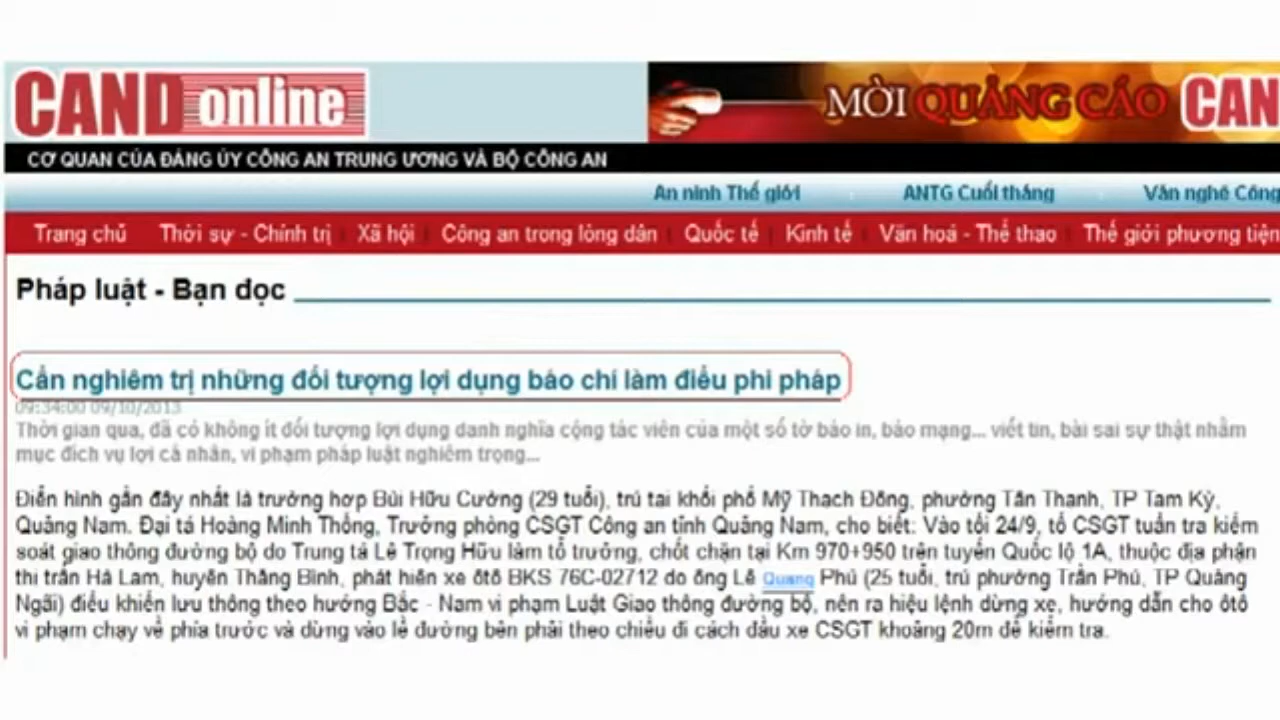 CAND online
MỜI QUẢNG CÁO CAN
CƠ QUAN CỦA ĐẢNG ỦY CÔNG AN TRUNG ƯƠNG VÀ BỘ CÔNG AN
An ninh Thế giới ANTG Cuối tháng Văn nghệ Công
Trang chủ Thời sự - Chính trị Xã hội Công an trong lòng dân Quốc tế Kinh tế Văn hoá - Thể thao Thế giới phương tiện
Pháp luật - Bạn đọc
Cần nghiêm trị những đối tượng lợi dụng báo chí làm điều phi pháp
09:34:00 09/10/2013
Thời gian qua, đã có không ít đối tượng lợi dụng danh nghĩa cộng tác viên của một số tờ báo in, báo mạng... viết tin, bài sai sự thật nhằm
mục đích vụ lợi cá nhân, vi phạm pháp luật nghiêm trọng...
Điển hình gần đây nhất là trường hợp Bùi Hữu Cường (29 tuổi), trú tại khối phố Mỹ Thạch Đông, phường Tân Thạnh, TP Tam Kỳ,
Quảng Nam. Đại tá Hoàng Minh Thống, Trưởng phòng CSGT Công an tỉnh Quảng Nam, cho biết: Vào tối 24/9, tổ CSGT tuần tra kiểm
soát giao thông đường bộ do Trung tá Lê Trọng Hữu làm tổ trưởng, chốt chặn tại Km 970+950 trên tuyến Quốc lộ 1A, thuộc địa phận
thị trấn Hà Lam, huyện Thăng Bình, phát hiện xe ôtô BKS 76C-02712 do ông Lê Quang Phú (25 tuổi, trú phường Trần Phú, TP Quảng
Ngãi) điều khiển lưu thông theo hướng Bắc - Nam vi phạm Luật Giao thông đường bộ, nên ra hiệu lệnh dừng xe, hướng dẫn cho ôtô
vi phạm chạy về phía trước và dừng vào lề đường bên phải theo chiều đi cách đầu xe CSGT khoảng 20m để kiểm tra.